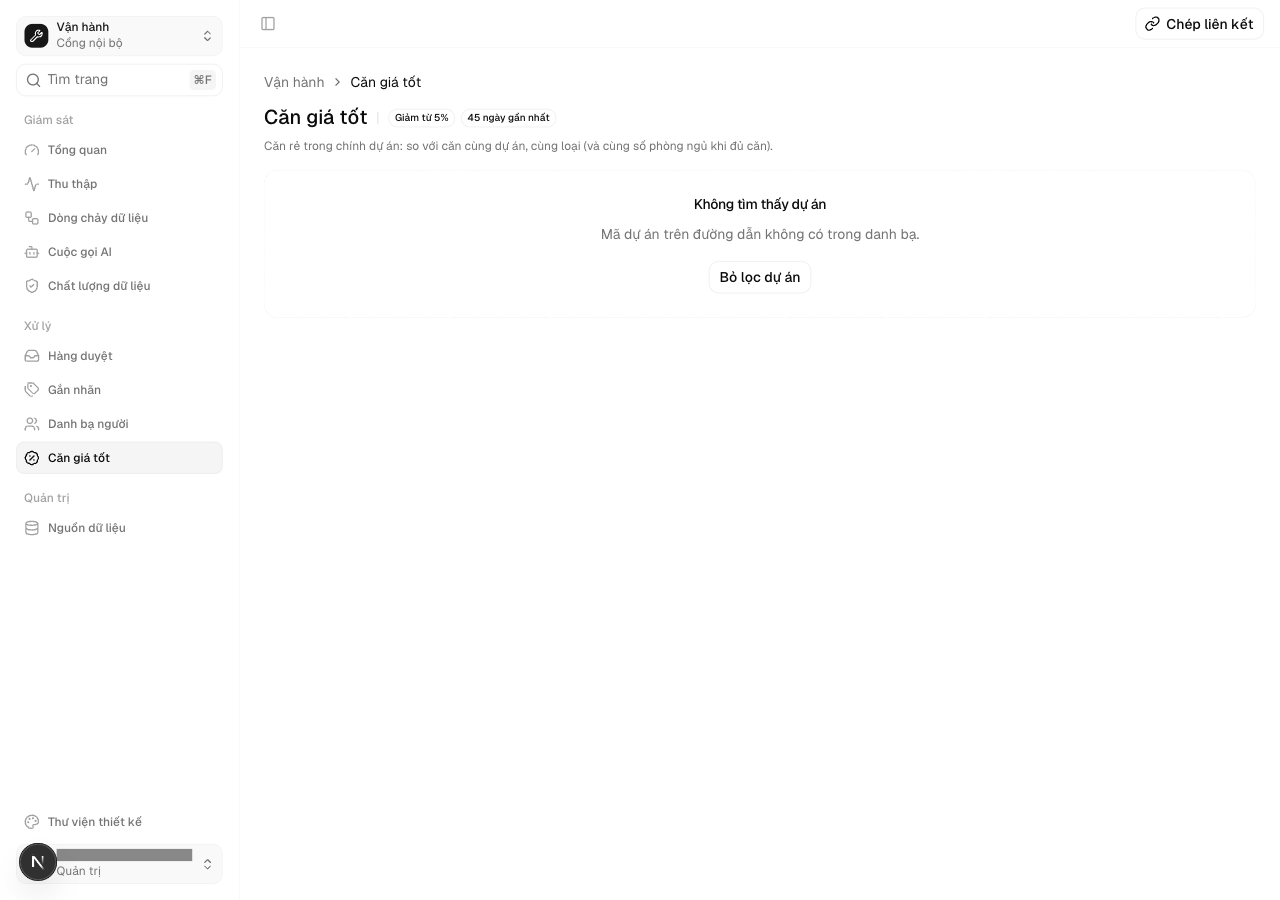 Vận hành
Cổng nội bộ
Tìm trang ⌘F
Giám sát
Tổng quan
Thu thập
Dòng chảy dữ liệu
Cuộc gọi AI
Chất lượng dữ liệu
Xử lý
Hàng duyệt
Gắn nhãn
Danh bạ người
Căn giá tốt
Quản trị
Nguồn dữ liệu
Thư viện thiết kế
N
Quản trị
Chép liên kết
Vận hành > Căn giá tốt
Căn giá tốt Giảm từ 5% 45 ngày gần nhất
Căn rẻ trong chính dự án: so với căn cùng dự án, cùng loại (và cùng số phòng ngủ khi đủ căn).
Không tìm thấy dự án
Mã dự án trên đường dẫn không có trong danh bạ.
Bỏ lọc dự án